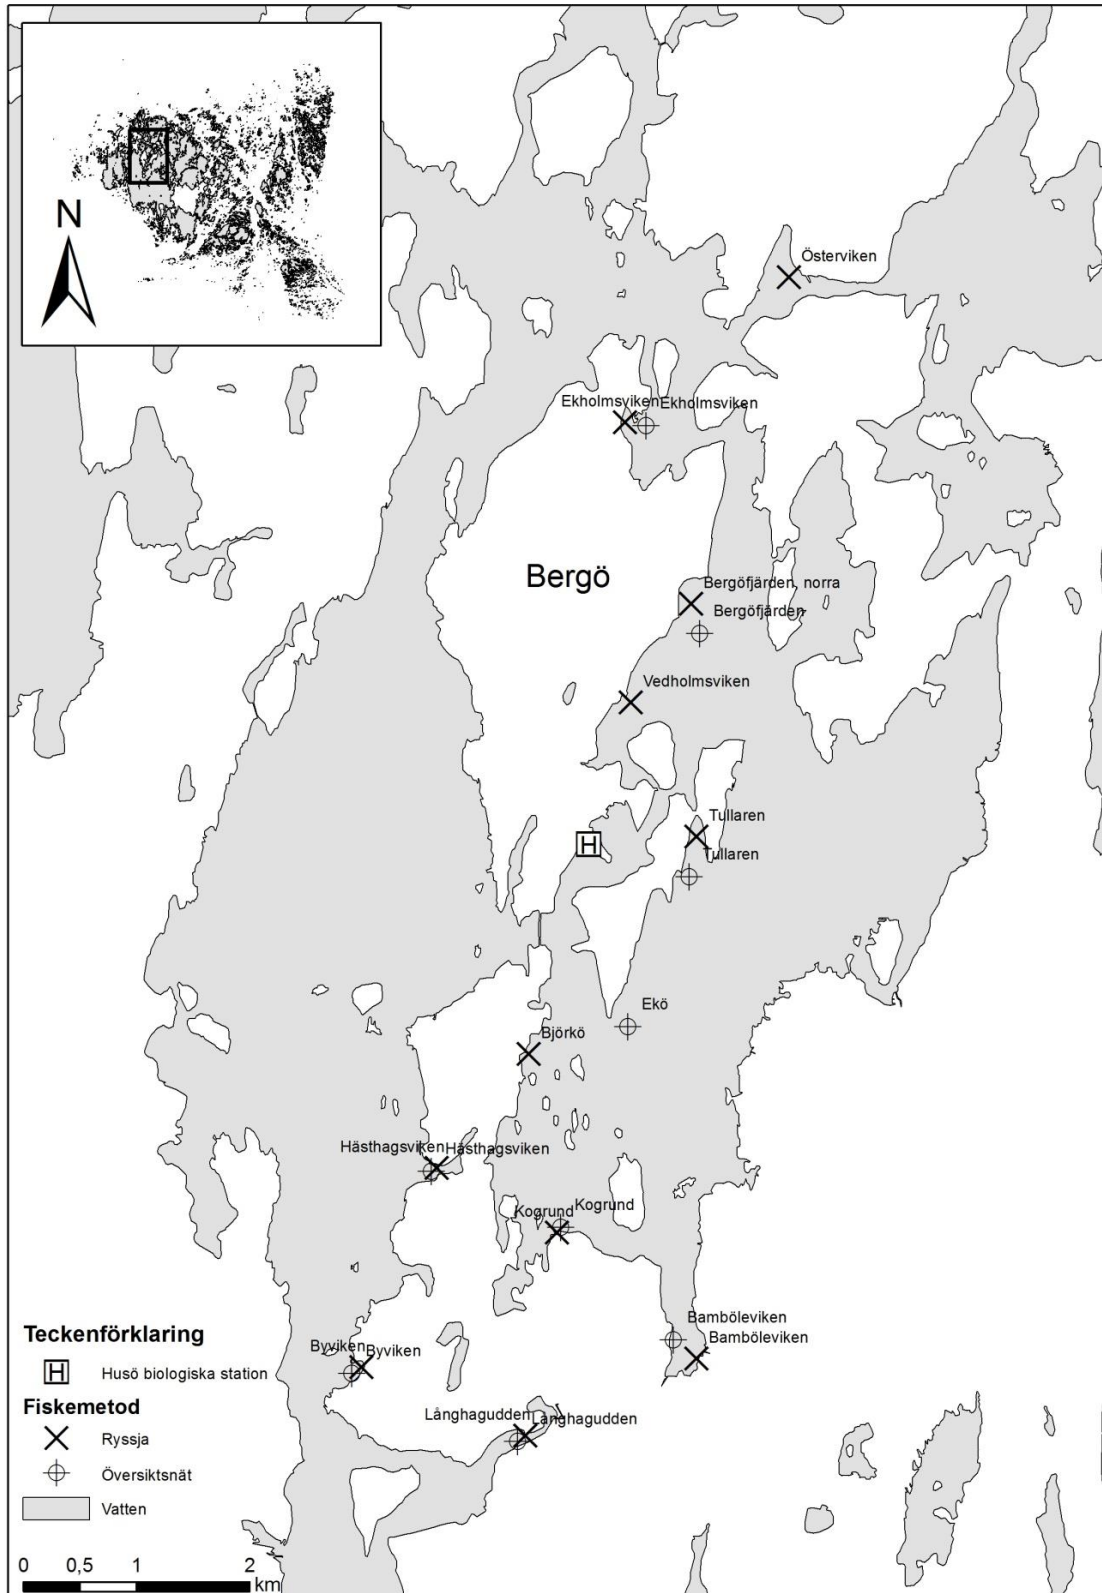 N
Österviken
Ekholmsviken
Ekholmsviken
Bergö
Bergöfjärden, norra
Bergöfjärden
Vedholmsviken
Tullaren
H
Tullaren
Ekö
Björkö
Hästhagsviken
Hästhagsviken
Kogrund
Kogrund
Bamböleviken
Bamböleviken
Byviken
Byviken
Långhagudden
Långhagudden
Teckenförklaring
H Husö biologiska station
Fiskemetod
Ryssja
Översiktsnät
Vatten
0 0,5 1 2
km